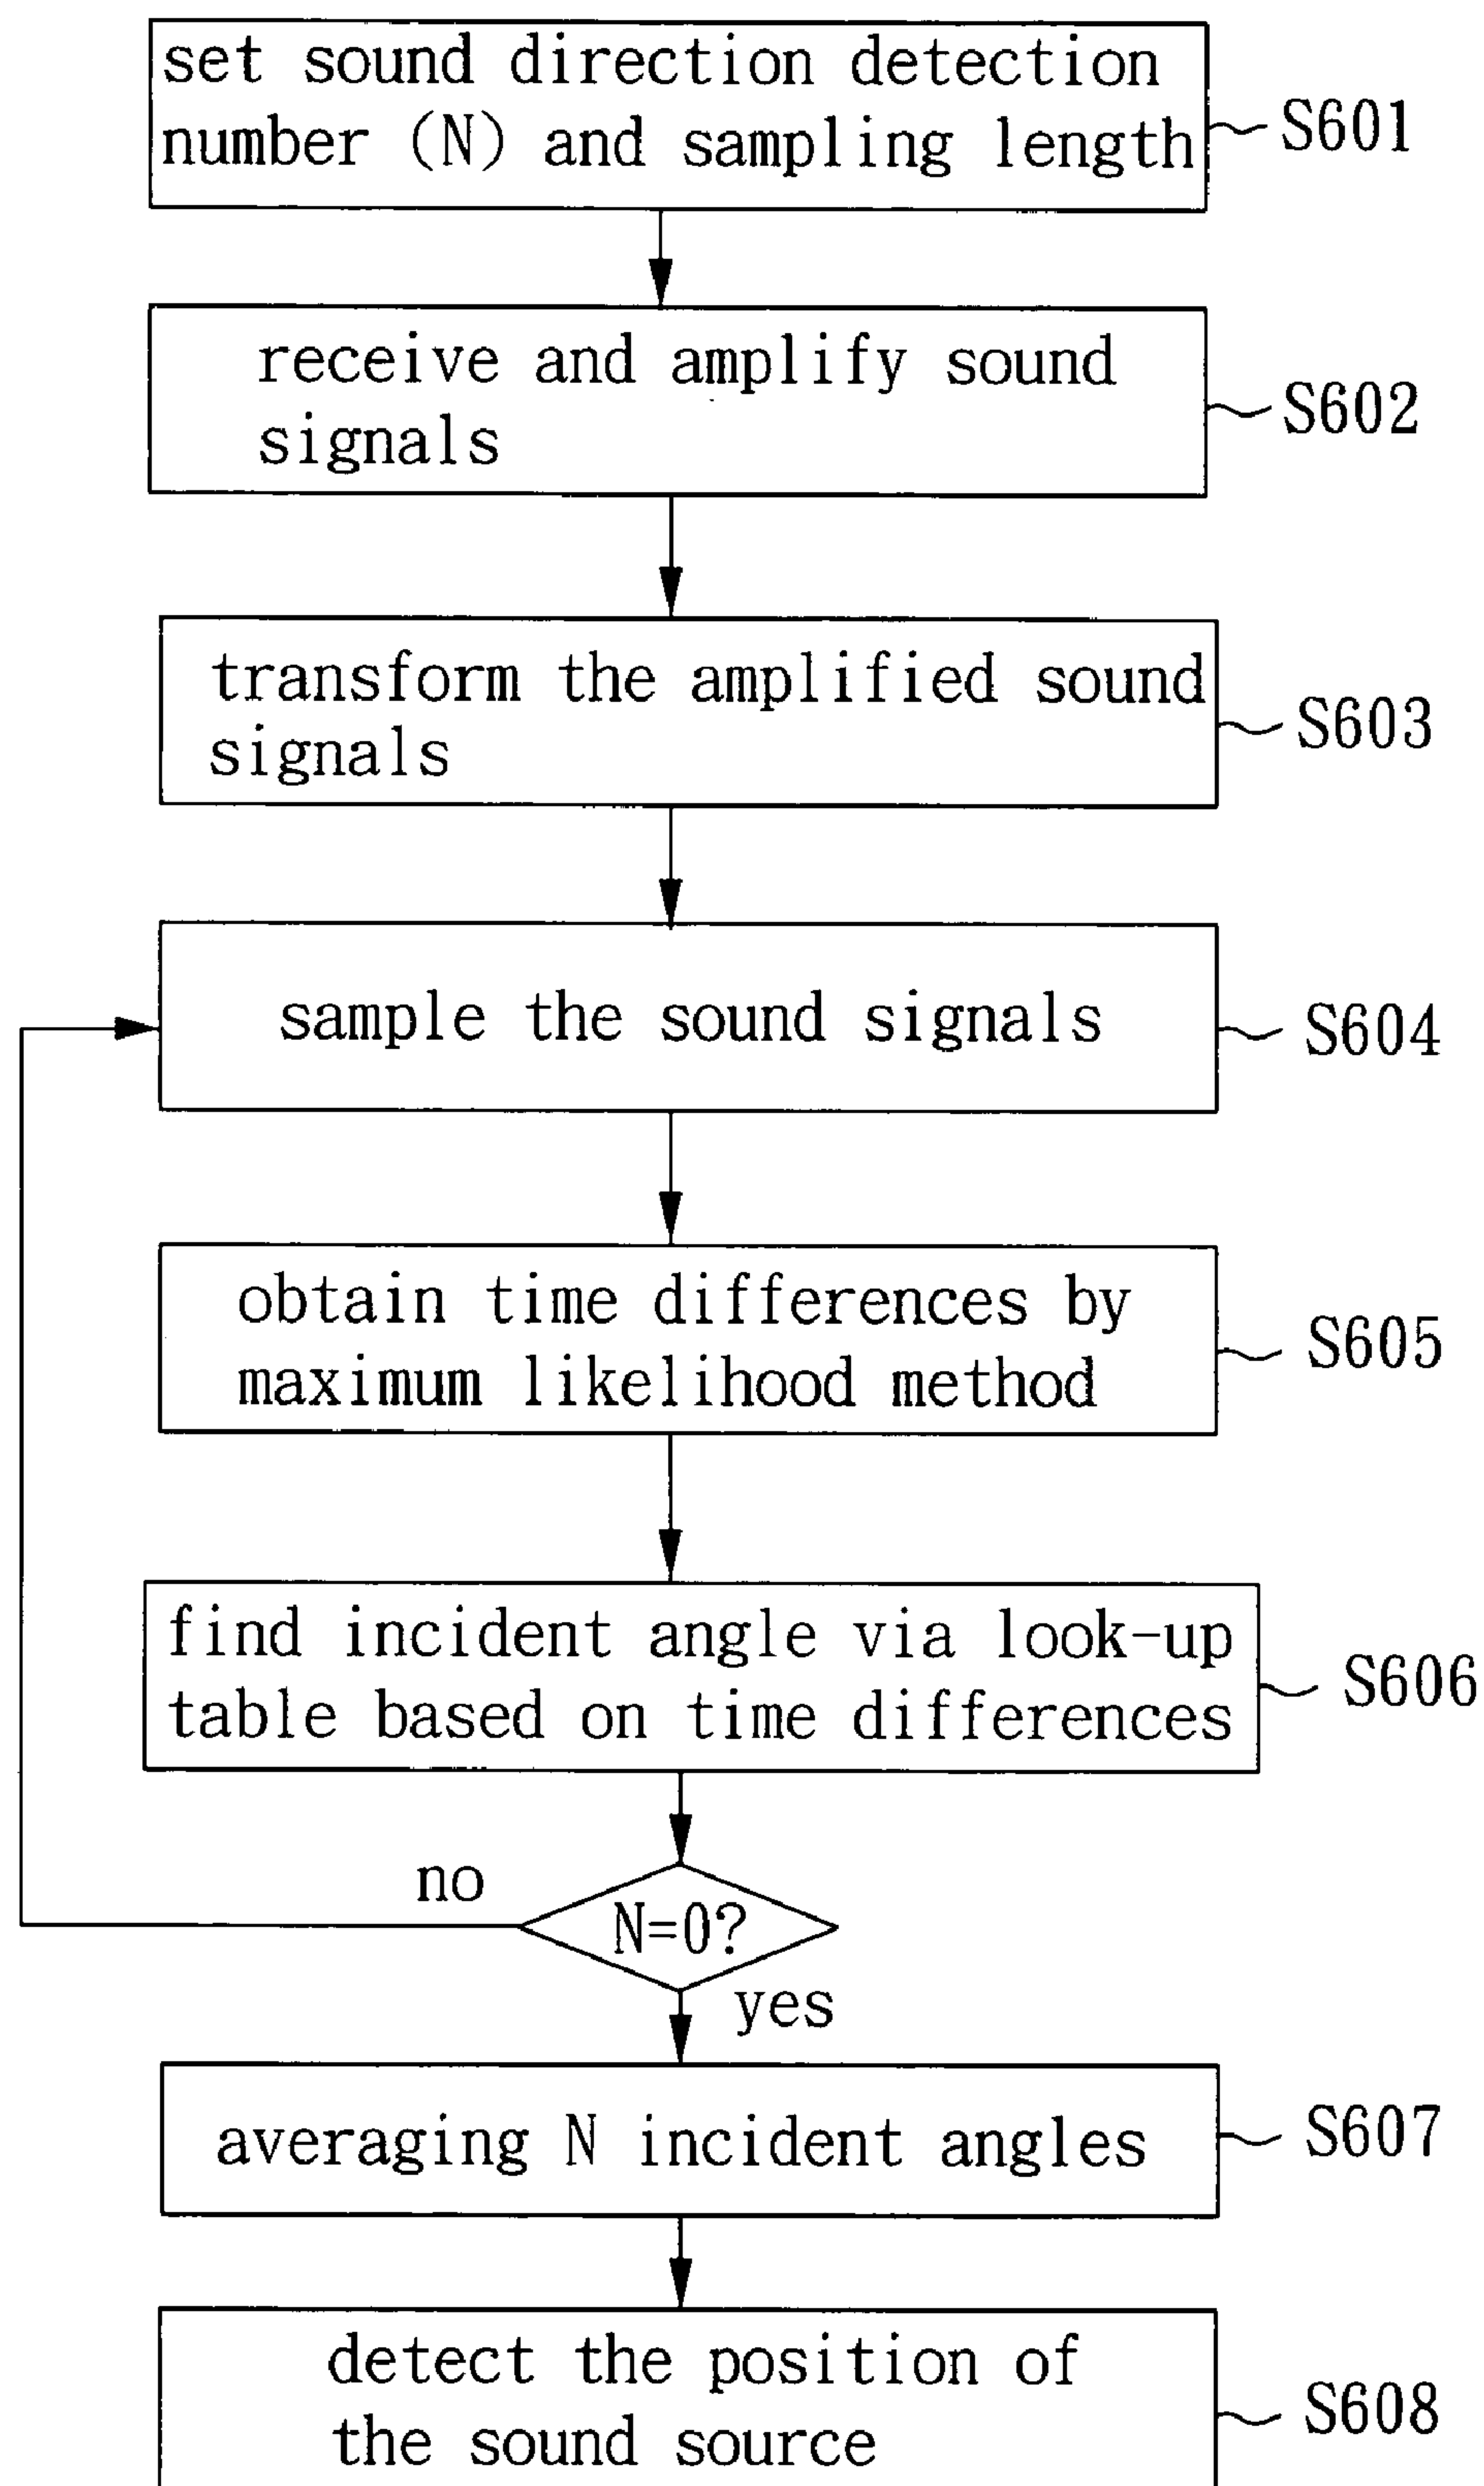 set sound direction detection
number (N) and sampling length
S601
receive and amplify sound
signals
S602
transform the amplified sound
signals
S603
sample the sound signals
S604
obtain time differences by
maximum likelihood method
S605
find incident angle via look-up
table based on time differences
S606
no
N=0?
yes
averaging N incident angles
S607
detect the position of
the sound source
S608